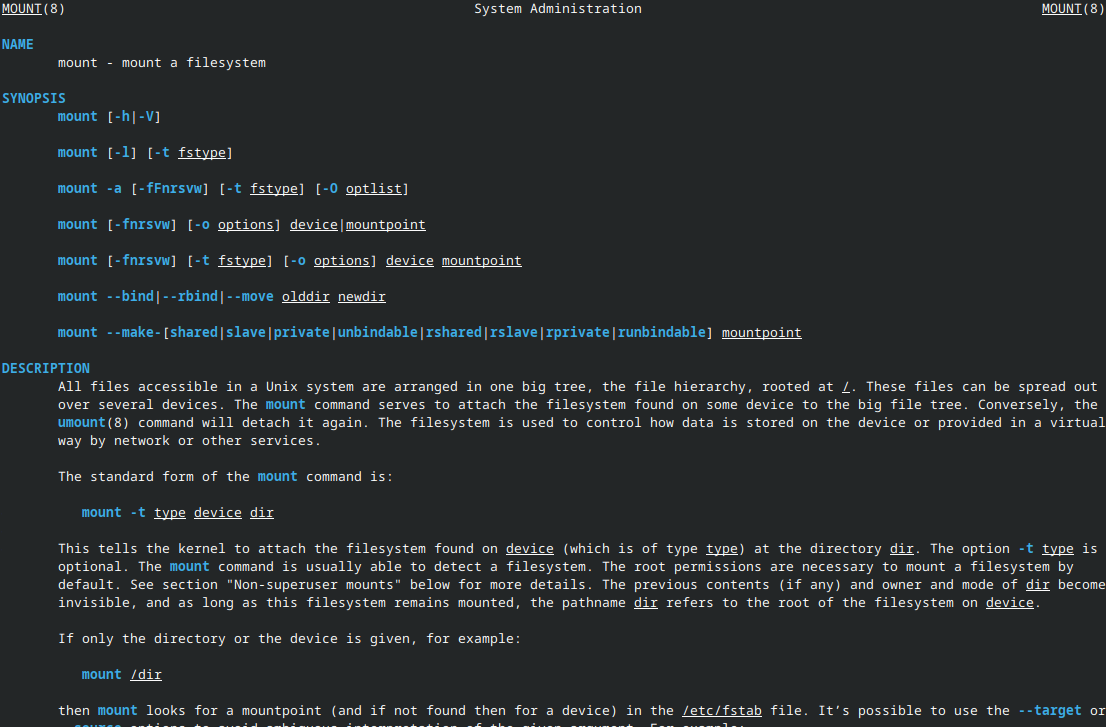 MOUNT(8) System Administration MOUNT(8)
NAME
mount - mount a filesystem
SYNOPSIS
mount [-h|-V]
mount [-l] [-t fstype]
mount -a [-fFnrsvw] [-t fstype] [-O optlist]
mount [-fnrsvw] [-o options] device|mountpoint
mount [-fnrsvw] [-t fstype] [-o options] device mountpoint
mount --bind|--rbind|--move olddir newdir
mount --make-[shared|slave|private|unbindable|rshared|rslave|rprivate|runbindable] mountpoint
DESCRIPTION
All files accessible in a Unix system are arranged in one big tree, the file hierarchy, rooted at /. These files can be spread out
over several devices. The mount command serves to attach the filesystem found on some device to the big file tree. Conversely, the
umount(8) command will detach it again. The filesystem is used to control how data is stored on the device or provided in a virtual
way by network or other services.
The standard form of the mount command is:
mount -t type device dir
This tells the kernel to attach the filesystem found on device (which is of type type) at the directory dir. The option -t type is
optional. The mount command is usually able to detect a filesystem. The root permissions are necessary to mount a filesystem by
default. See section "Non-superuser mounts" below for more details. The previous contents (if any) and owner and mode of dir become
invisible, and as long as this filesystem remains mounted, the pathname dir refers to the root of the filesystem on device.
If only the directory or the device is given, for example:
mount /dir
then mount looks for a mountpoint (and if not found then for a device) in the /etc/fstab file. It’s possible to use the --target or
--source options to avoid ambiguous interpretation of the given argument. For example: